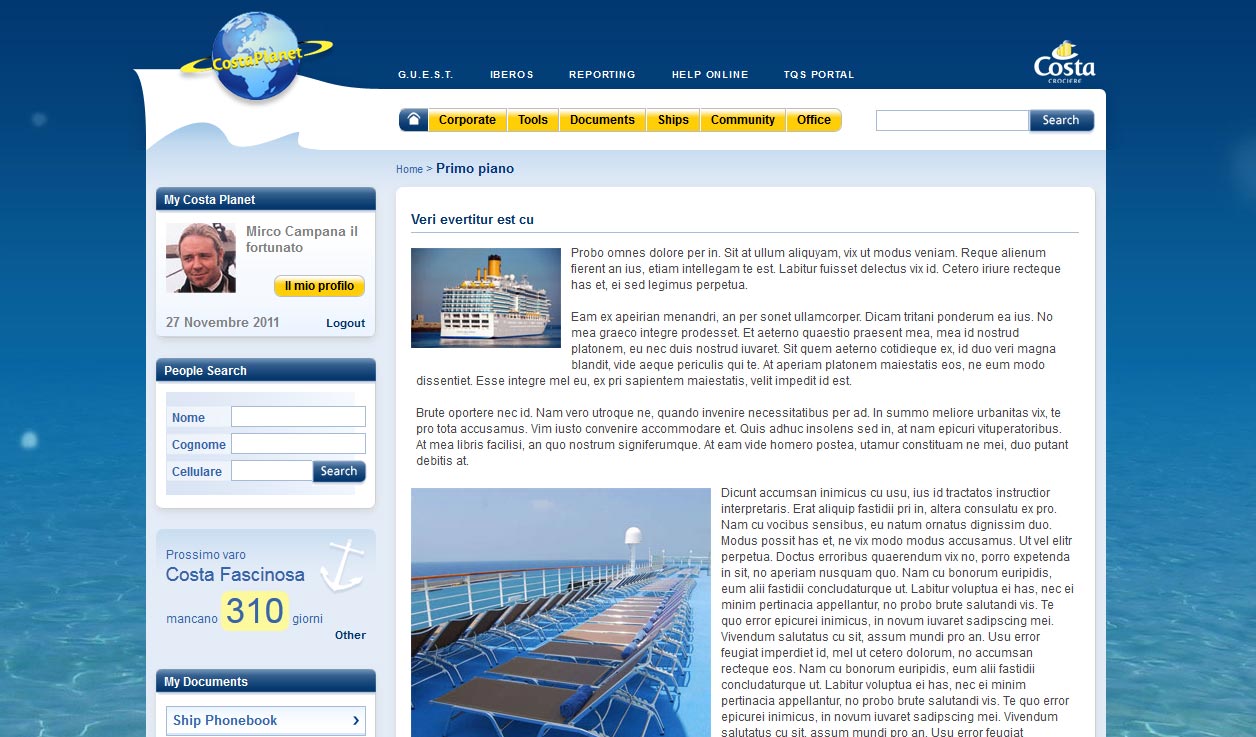 CostaPlanet
G.U.E.S.T. IBEROS REPORTING HELP ONLINE TQS PORTAL
Costa
CROCIERE
Corporate Tools Documents Ships Community Office
Search
Home > Primo piano
My Costa Planet
Mirco Campana il
fortunato
Il mio profilo
27 Novembre 2011 Logout
People Search
Nome
Cognome
Cellulare Search
Prossimo varo
Costa Fascinosa
mancano 310 giorni
Other
My Documents
Ship Phonebook
Veri evertitur est cu
Probo omnes dolore per in. Sit at ullum aliquyam, vix ut modus veniam. Reque alienum
fierent an ius, etiam intellegam te est. Labitur fuisset delectus vix id. Cetero iriure recteque
has et, ei sed legimus perpetua.
Eam ex apeirian menandri, an per sonet ullamcorper. Dicam tritani ponderum ea ius. No
mea graeco integre prodesset. Et aeterno quaestio praesent mea, mea id nostrud
platonem, eu nec duis nostrud iuvaret. Sit quem aeterno cotidieque ex, id duo veri magna
blandit, vide aeque periculis qui te. At aperiam platonem maiestatis eos, ne eum modo
dissentiet. Esse integre mel eu, ex pri sapientem maiestatis, velit impedit id est.
Brute oportere nec id. Nam vero utroque ne, quando invenire necessitatibus per ad. In summo meliore urbanitas vix, te
pro tota accusamus. Vim iusto convenire accommodare et. Quis adhuc insolens sed in, at nam epicuri vituperatoribus.
At mea libris facilisi, an quo nostrum signiferumque. At eam vide homero postea, utamur constituam ne mei, duo putant
debitis at.
Dicunt accumsan inimicus cu usu, ius id tractatos instructior
interpretaris. Erat aliquip fastidii pri in, altera consulatu ex pro.
Nam cu vocibus sensibus, eu natum ornatus dignissim duo.
Modus possit has et, ne vix modo modus accusamus. Ut vel elitr
perpetua. Doctus erroribus quaerendum vix no, porro expetenda
in sit, no aperiam nusquam quo. Nam cu bonorum euripidis,
eum alii fastidii concludaturque ut. Labitur voluptua ei has, nec ei
minim pertinacia appellantur, no probo brute salutandi vis. Te
quo error epicurei inimicus, in novum iuvaret sadipscing mei.
Vivendum salutatus cu sit, assum mundi pro an. Usu error
feugiat imperdiet id, mel ut cetero dolorum, no accumsan
recteque eos. Nam cu bonorum euripidis, eum alii fastidii
concludaturque ut. Labitur voluptua ei has, nec ei minim
pertinacia appellantur, no probo brute salutandi vis. Te quo error
epicurei inimicus, in novum iuvaret sadipscing mei. Vivendum
salutatus cu sit, assum mundi pro an. Usu error feugiat